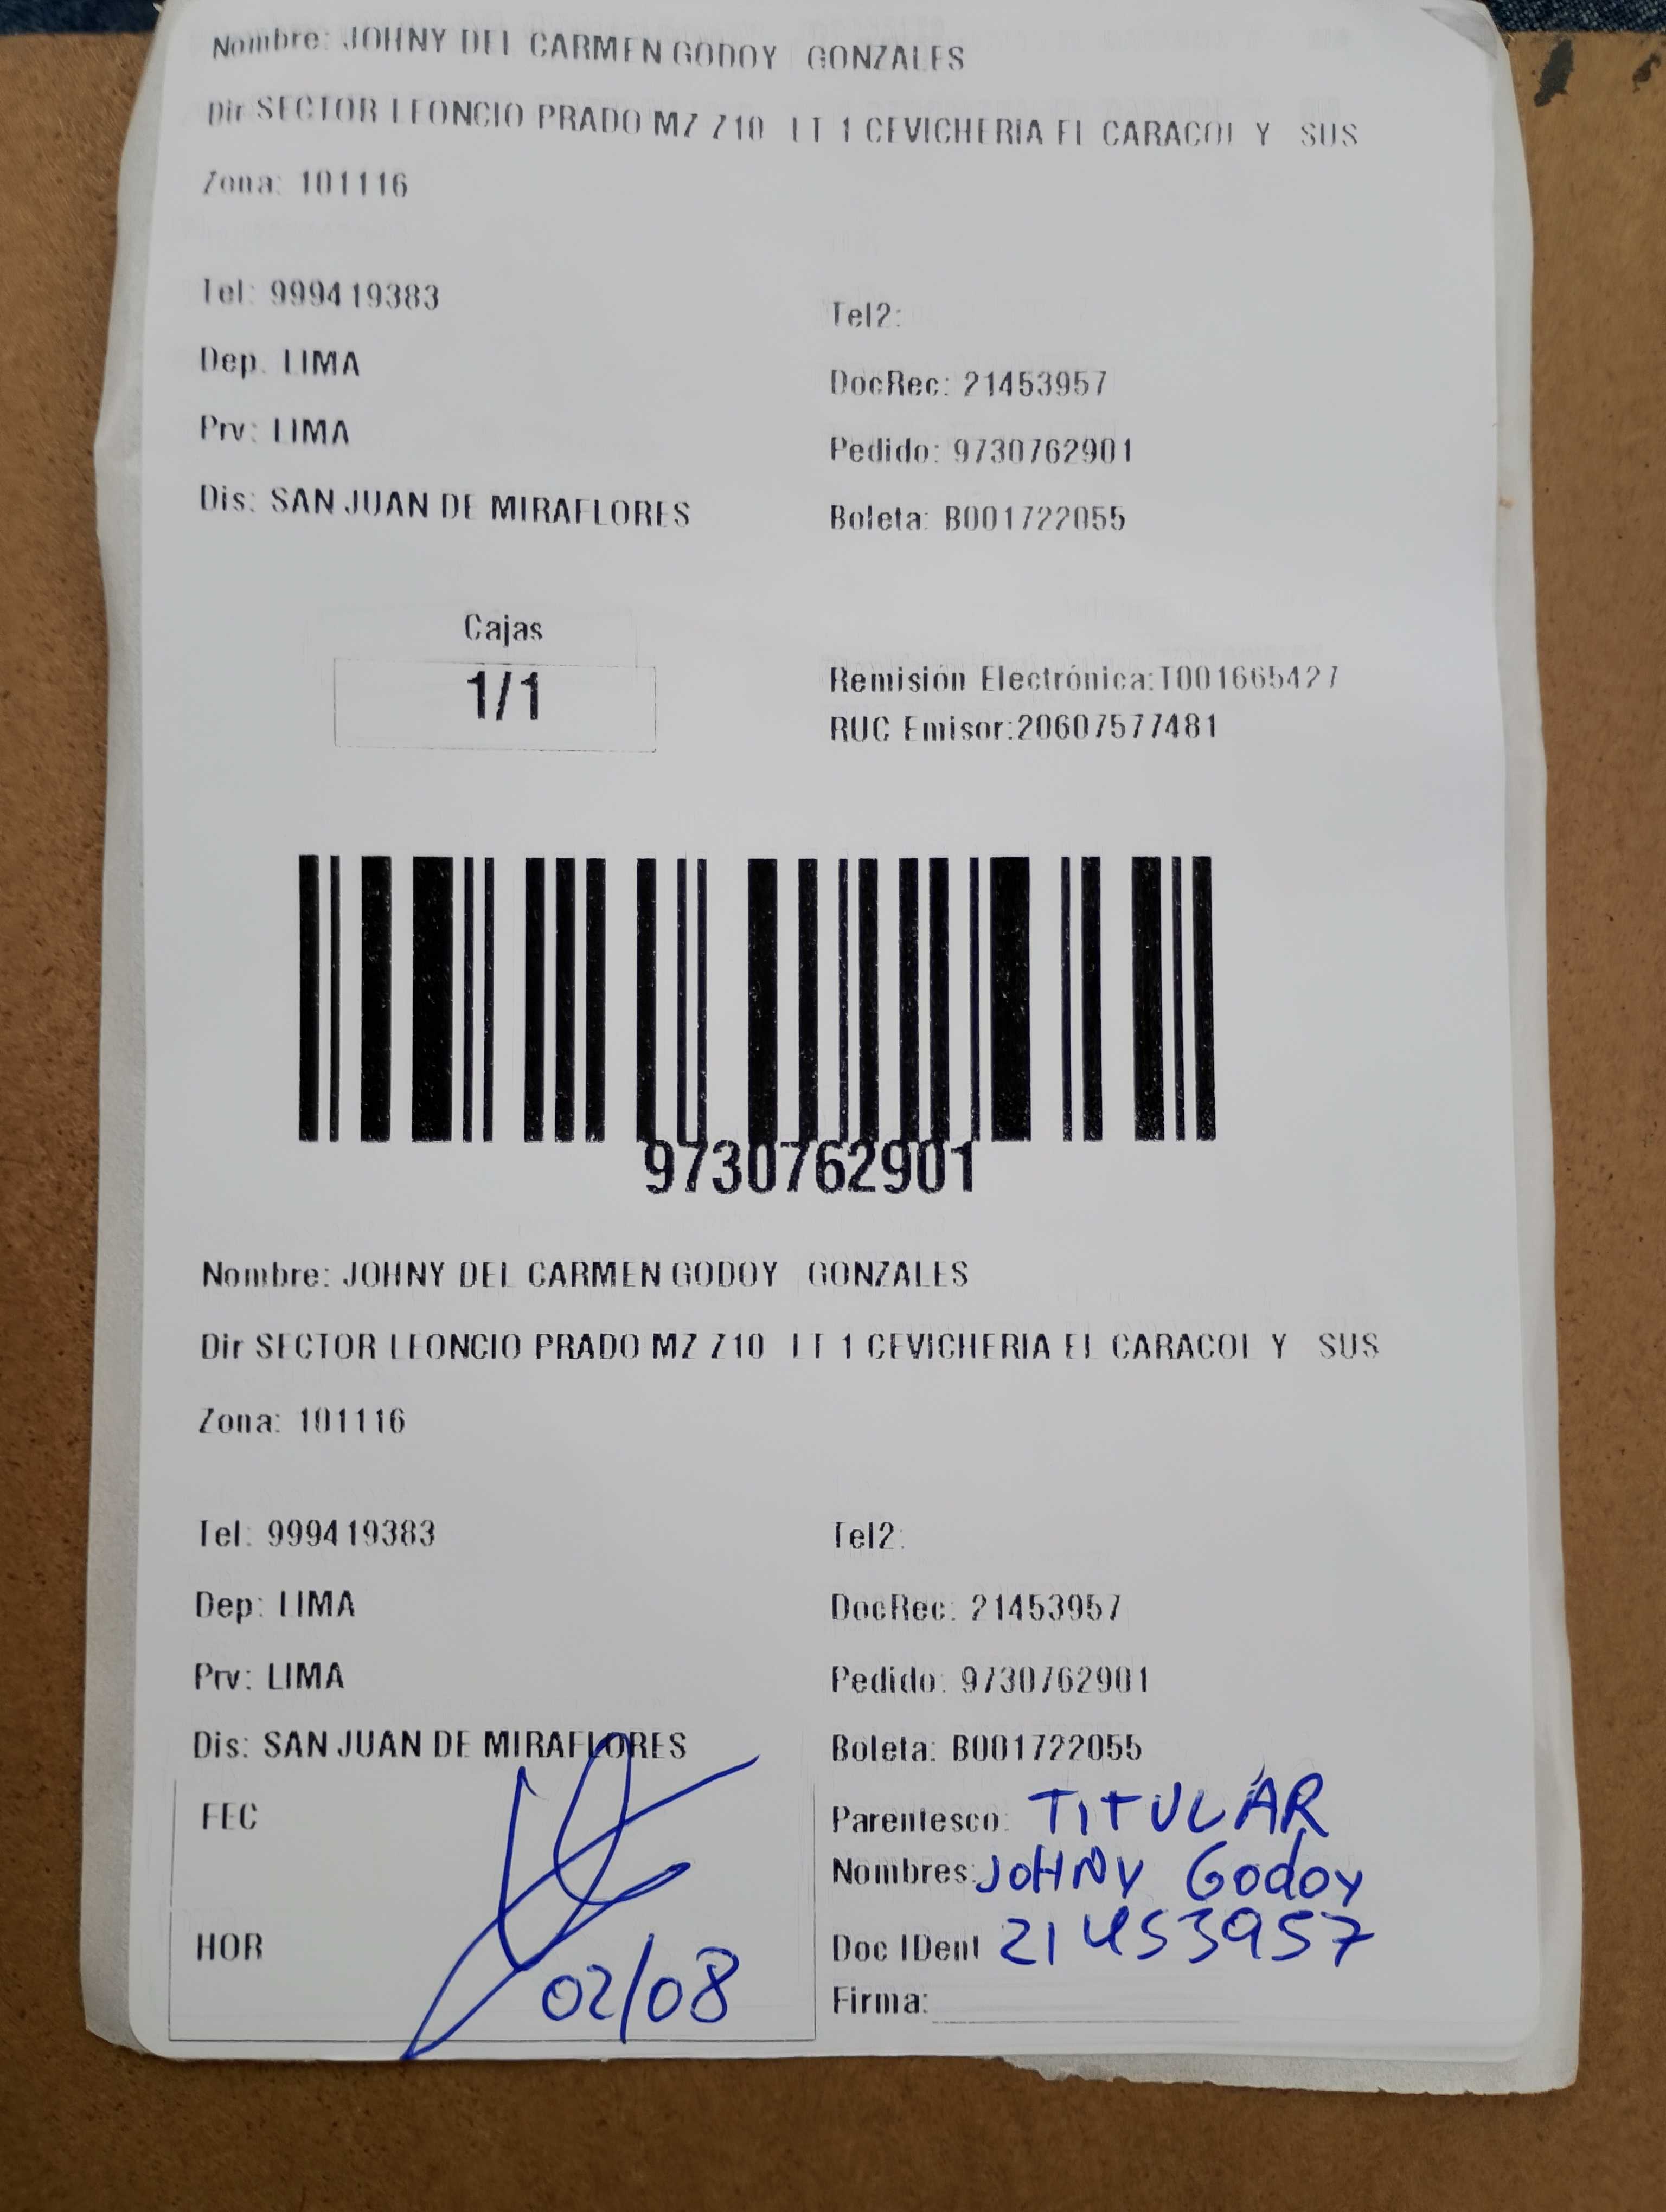 Nombre: JOHNY DEL CARMEN GODOY GONZALES
Dir SECTOR LEONCIO PRADO MZ Z10 LT 1 CEVICHERIA EL CARACOL Y SUS
Zona: 101116
Tel: 999419383
Tel2:
Dep. LIMA
DocRec: 21453957
Prv: LIMA
Pedido: 9730762901
Dis: SAN JUAN DE MIRAFLORES
Boleta: B001722055
Cajas
1/1
Remisión Electrónica:T001665427
RUC Emisor:20607577481
9730762901
Nombre: JOHNY DEL CARMEN GODOY GONZALES
Dir SECTOR LEONCIO PRADO MZ Z10 LT 1 CEVICHERIA EL CARACOL Y SUS
Zona: 101116
Tel: 999419383
Tel2:
Dep: LIMA
DocRec: 21453957
Prv: LIMA
Pedido: 9730762901
Dis: SAN JUAN DE MIRAFLORES
Boleta: B001722055
FEC
Parentesco: TITULAR
Nombres: JOHNY Godoy
HOR
Doc IDent 21453957
02/08
Firma: